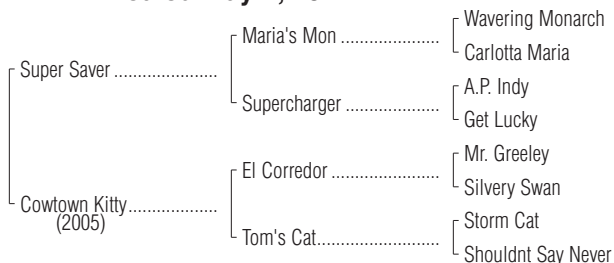 Wavering Monarch
Maria's Mon
Carlotta Maria
Super Saver
A.P. Indy
Supercharger
Get Lucky
Mr. Greeley
El Corredor
Silvery Swan
Cowtown Kitty
(2005)
Storm Cat
Tom's Cat
Shouldnt Say Never